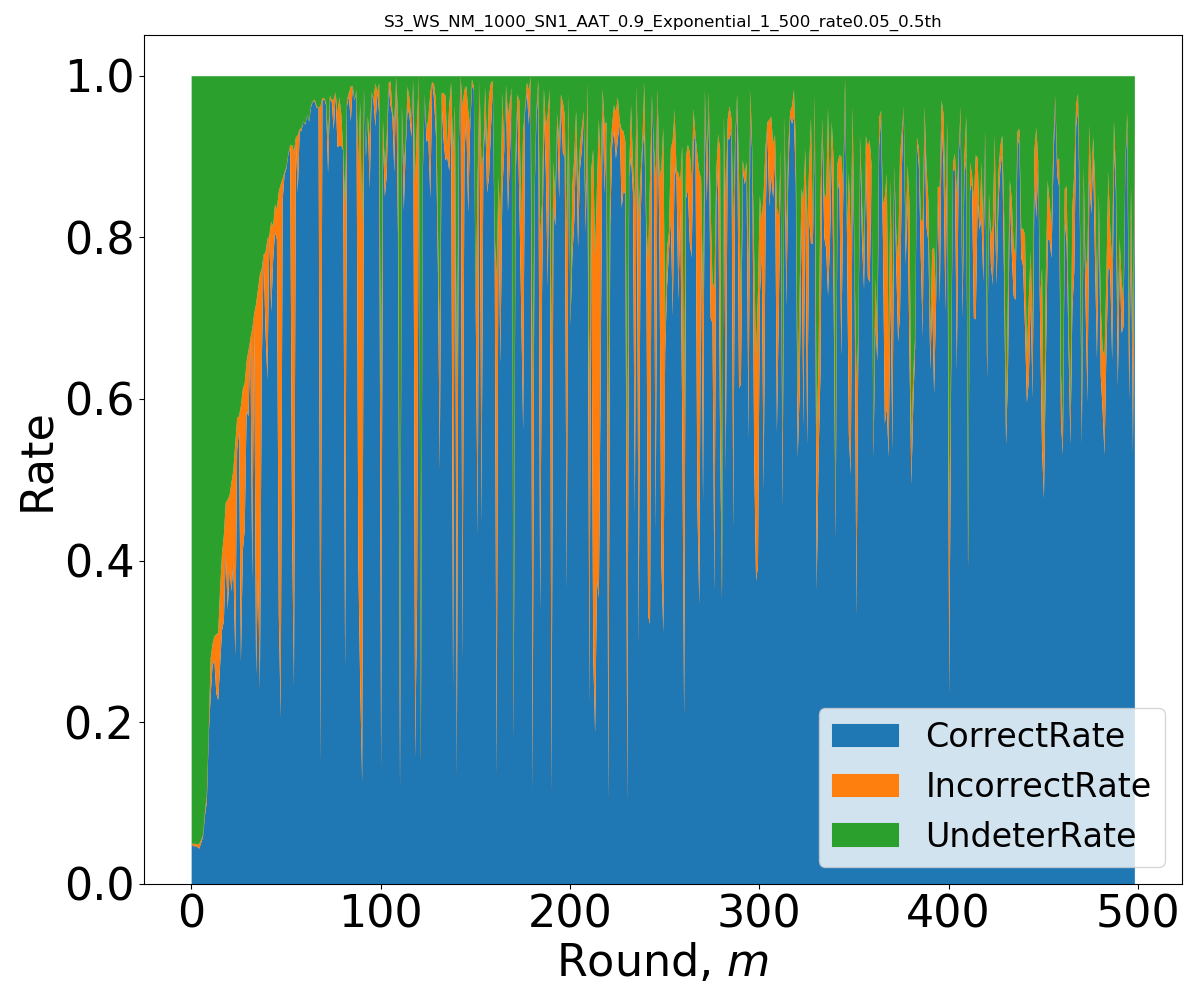 S3_WS_NM_1000_SN1_AAT_0.9_Exponential_1_500_rate0.05_0.5th
1.0
0.8
0.6
0.4
0.2
0.0
Rate
CorrectRate
IncorrectRate
UndeterRate
0 100 200 300 400 500
Round, m